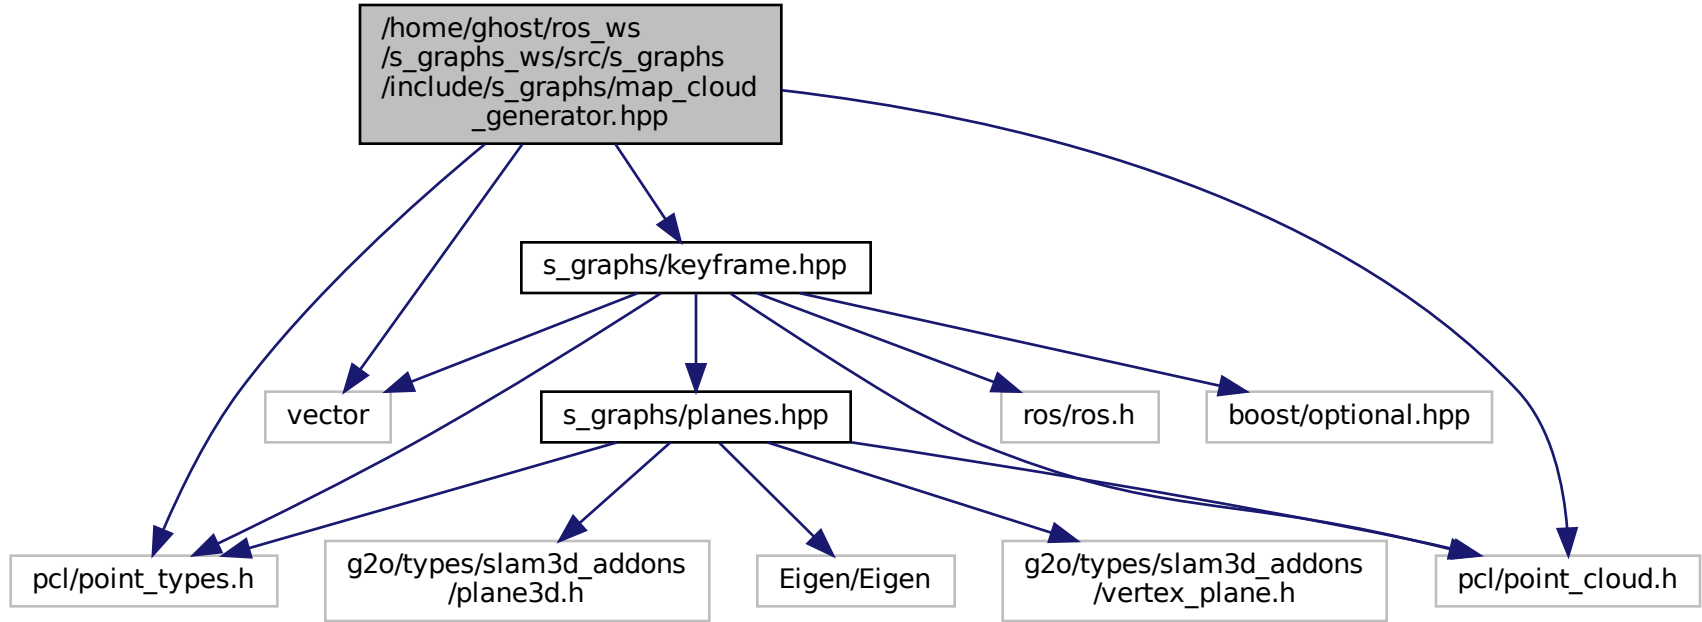 /home/ghost/ros_ws
/s_graphs_ws/src/s_graphs
/include/s_graphs/map_cloud
_generator.hpp
s_graphs/keyframe.hpp
vector
s_graphs/planes.hpp
ros/ros.h
boost/optional.hpp
pcl/point_types.h
g2o/types/slam3d_addons
/plane3d.h
Eigen/Eigen
g2o/types/slam3d_addons
/vertex_plane.h
pcl/point_cloud.h